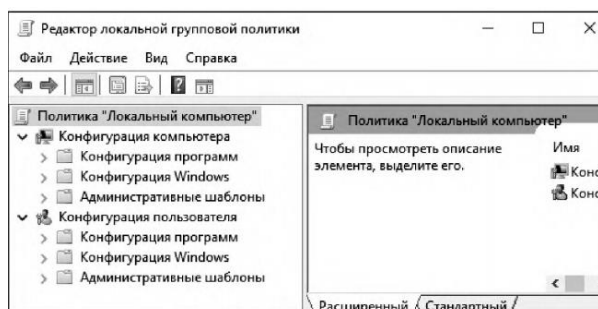 Редактор локальной групповой политики
Файл Действие Вид Справка
Политика "Локальный компьютер"
Конфигурация компьютера
Конфигурация программ
Конфигурация Windows
Административные шаблоны
Конфигурация пользователя
Конфигурация программ
Конфигурация Windows
Административные шаблоны
Политика "Локальный компьютер"
Чтобы просмотреть описание
элемента, выделите его.
Имя
Конс
Конс
Расширенный Стандартный